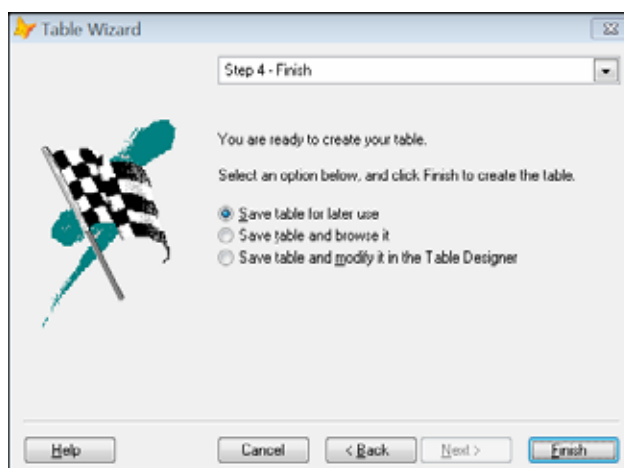 Table Wizard
Step 4 - Finish
You are ready to create your table.
Select an option below, and click Finish to create the table.
Save table for later use
Save table and browse it
Save table and modify it in the Table Designer
Help Cancel < Back Next > Finish